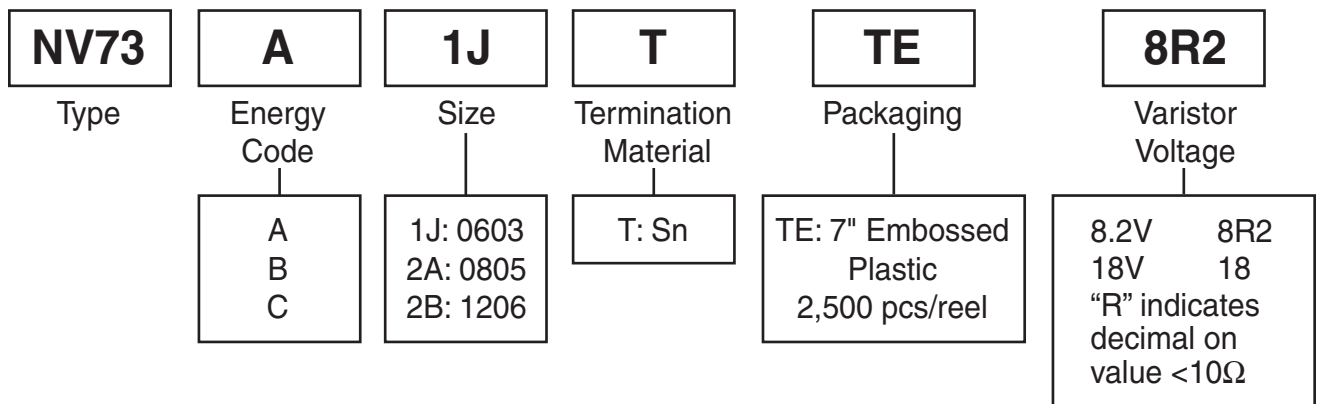 NV73 A 1J T TE 8R2
Type Energy Code Size Termination Material Packaging Varistor Voltage
A
B
C
1J: 0603
2A: 0805
2B: 1206
T: Sn
TE: 7" Embossed
Plastic
2,500 pcs/reel
8.2V 8R2
18V 18
“R” indicates
decimal on
value <10Ω